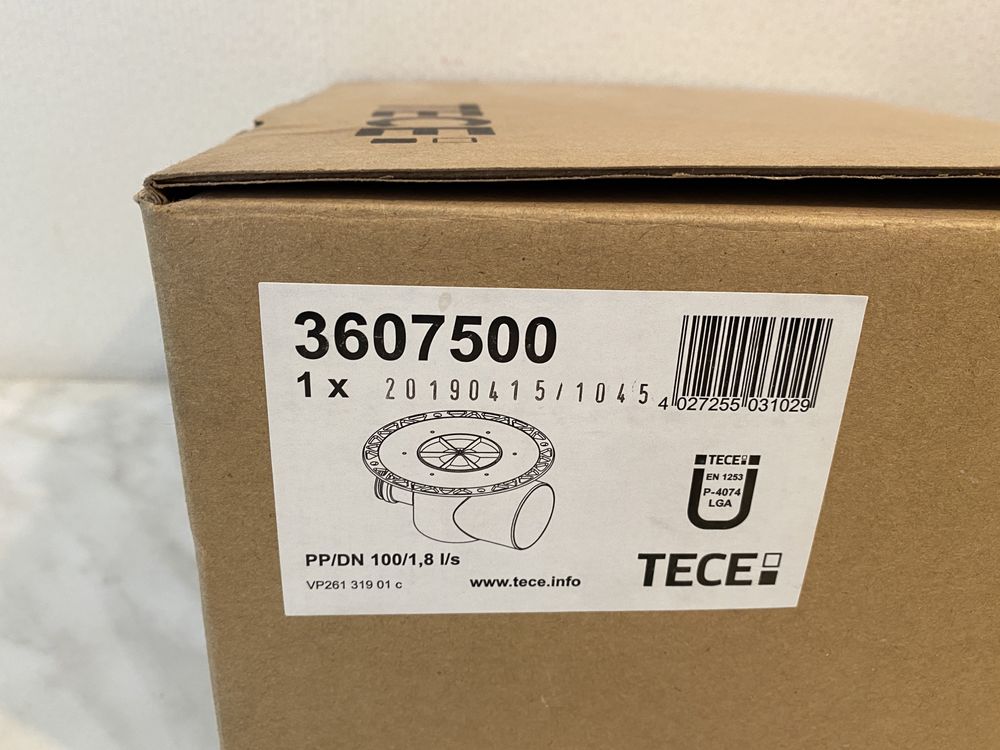 TECE
3607500
1 x 20190415/1045
4 027255 031029
TECE
EN 1253
P-4074
LGA
PP/DN 100/1,8 l/s
VP261 319 01 c
www.tece.info
TECE